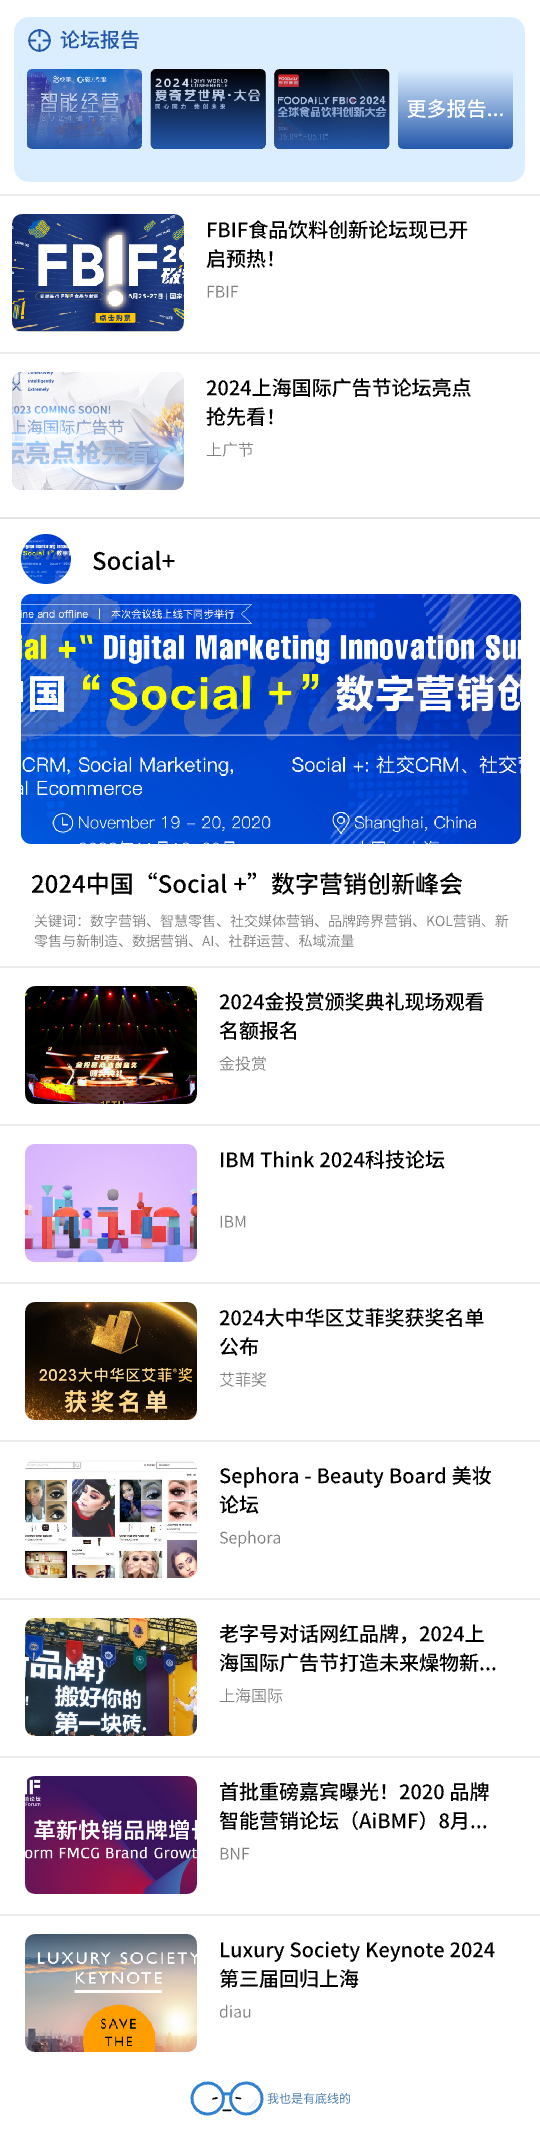 论坛报告
智能经营
2024 IQIYI WORLD CONFERENCE
爱奇艺世界·大会
FOODAILY FBIC 2024
全球食品饮料创新大会
更多报告...
FBIF食品饮料创新论坛现已开
启预热！
FBIF
点击购票
2024上海国际广告节论坛亮点
抢先看！
上广节
Intelligently
Extremely
2023 COMING SOON!
上海国际广告节
坛亮点抢先看
Social+
ne and offline | 本次会议线上线下同步举行
ial +" Digital Marketing Innovation Sum
中国“Social +”数字营销创
CRM, Social Marketing,
al Ecommerce
Social +: 社交CRM、社交营
November 19 – 20, 2020
Shanghai, China
2024中国“Social +”数字营销创新峰会
关键词：数字营销、智慧零售、社交媒体营销、品牌跨界营销、KOL营销、新
零售与新制造、数据营销、AI、社群运营、私域流量
2024金投赏颁奖典礼现场观看
名额报名
金投赏
IBM Think 2024科技论坛
IBM
2024大中华区艾菲奖获奖名单
公布
艾菲奖
2023大中华区艾菲®奖
获奖名单
Sephora - Beauty Board 美妆
论坛
Sephora
老字号对话网红品牌，2024上
海国际广告节打造未来燥物新...
上海国际
品牌}
搬好你的
第一块砖.
首批重磅嘉宾曝光！2020 品牌
智能营销论坛（AiBMF）8月...
BNF
革新快销品牌增长
orm FMCG Brand Growt
Luxury Society Keynote 2024
第三届回归上海
diau
LUXURY SOCIETY
KEYNOTE
SAVE
THE
我也是有底线的